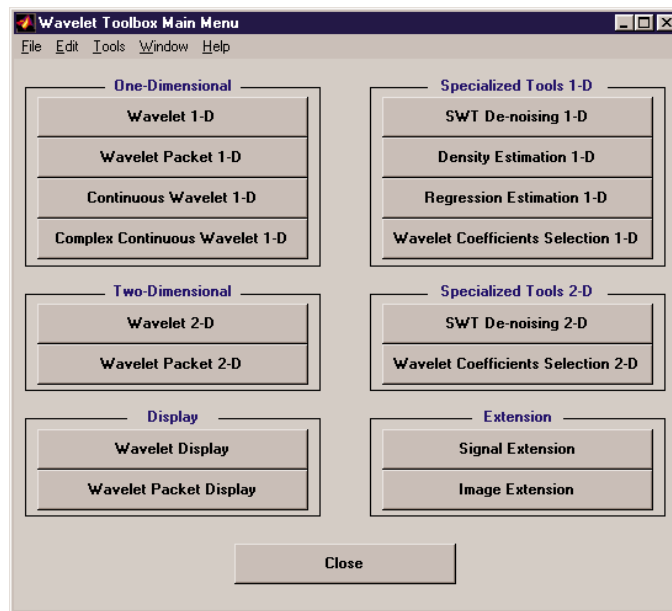 Wavelet Toolbox Main Menu
File Edit Tools Window Help
One-Dimensional
Wavelet 1-D
Wavelet Packet 1-D
Continuous Wavelet 1-D
Complex Continuous Wavelet 1-D
Specialized Tools 1-D
SWT De-noising 1-D
Density Estimation 1-D
Regression Estimation 1-D
Wavelet Coefficients Selection 1-D
Two-Dimensional
Wavelet 2-D
Wavelet Packet 2-D
Specialized Tools 2-D
SWT De-noising 2-D
Wavelet Coefficients Selection 2-D
Display
Wavelet Display
Wavelet Packet Display
Extension
Signal Extension
Image Extension
Close